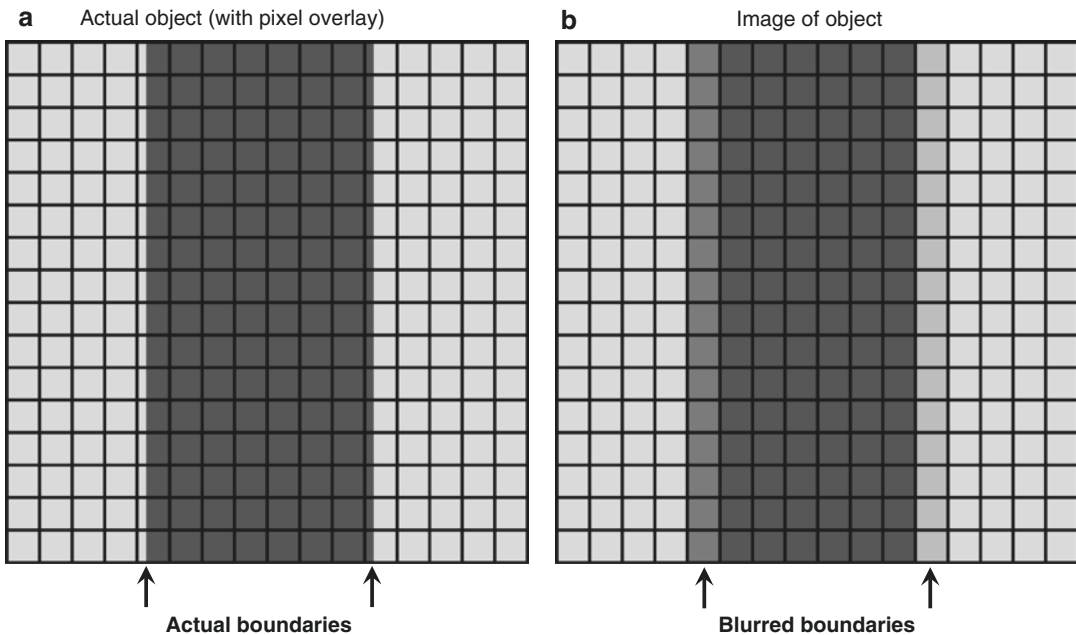 a Actual object (with pixel overlay)
b Image of object
Actual boundaries
Blurred boundaries